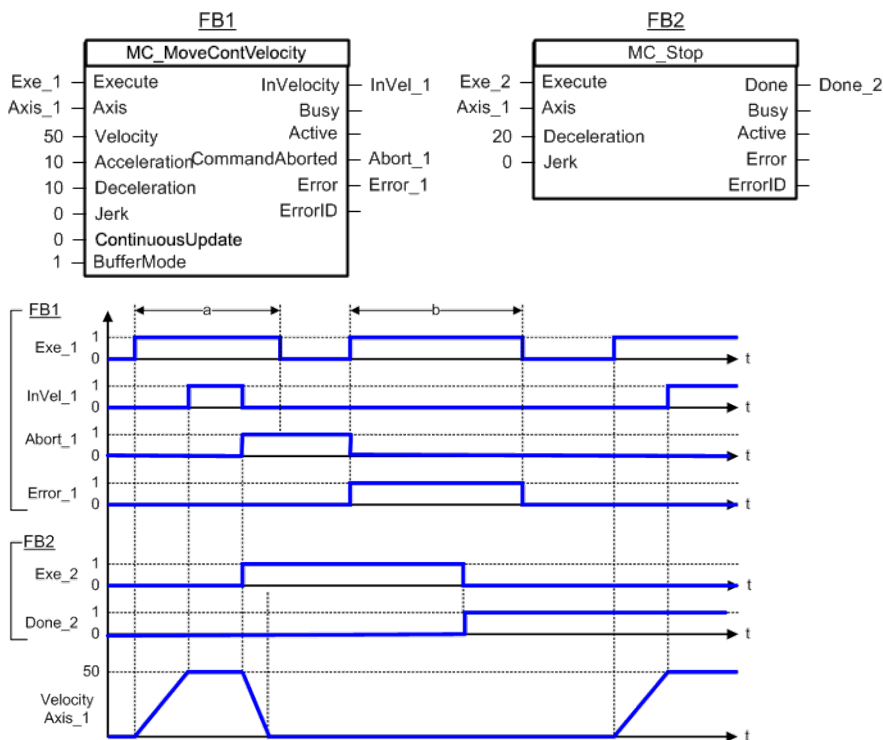 FB1
MC_MoveContVelocity
Exe_1 Execute InVelocity InVel_1
Axis_1 Axis Busy
50 Velocity Active
10 Acceleration CommandAborted Abort_1
10 Deceleration Error Error_1
0 Jerk ErrorID
0 ContinuousUpdate
1 BufferMode
FB2
MC_Stop
Exe_2 Execute Done Done_2
Axis_1 Axis Busy
20 Deceleration Active
0 Jerk Error
ErrorID
FB1
a b
Exe_1 1 0 t
InVel_1 1 0 t
Abort_1 1 0 t
Error_1 1 0 t
FB2
Exe_2 1 0 t
Done_2 1 0 t
50
Velocity
Axis_1
t